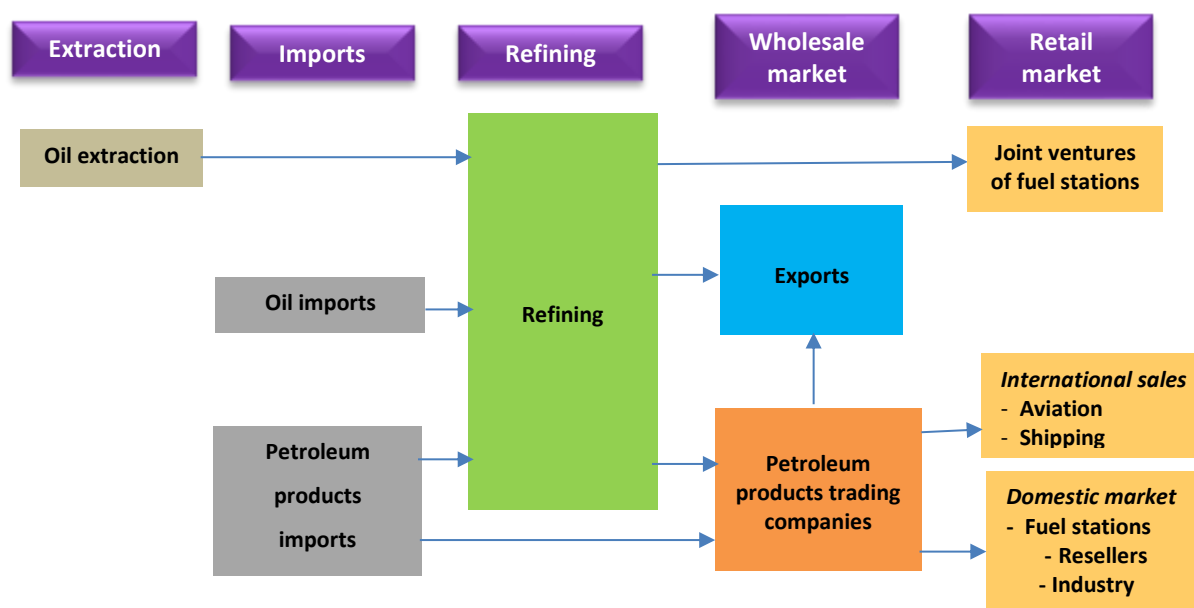 Extraction
Imports
Refining
Wholesale
market
Retail
market
Oil extraction
Joint ventures
of fuel stations
Oil imports
Refining
Exports
Petroleum
products
imports
Petroleum
products trading
companies
International sales
- Aviation
- Shipping
Domestic market
- Fuel stations
- Resellers
- Industry